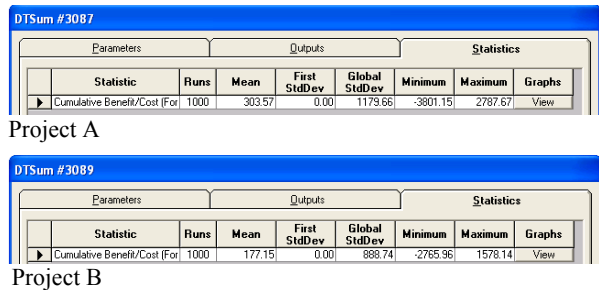 DTSum #3087
Parameters Outputs Statistics
Statistic Runs Mean First StdDev Global StdDev Minimum Maximum Graphs
Cumulative Benefit/Cost (For 1000 303.57 0.00 1179.66 -3801.15 2787.67 View
Project A
DTSum #3089
Parameters Outputs Statistics
Statistic Runs Mean First StdDev Global StdDev Minimum Maximum Graphs
Cumulative Benefit/Cost (For 1000 177.15 0.00 888.74 -2765.96 1578.14 View
Project B